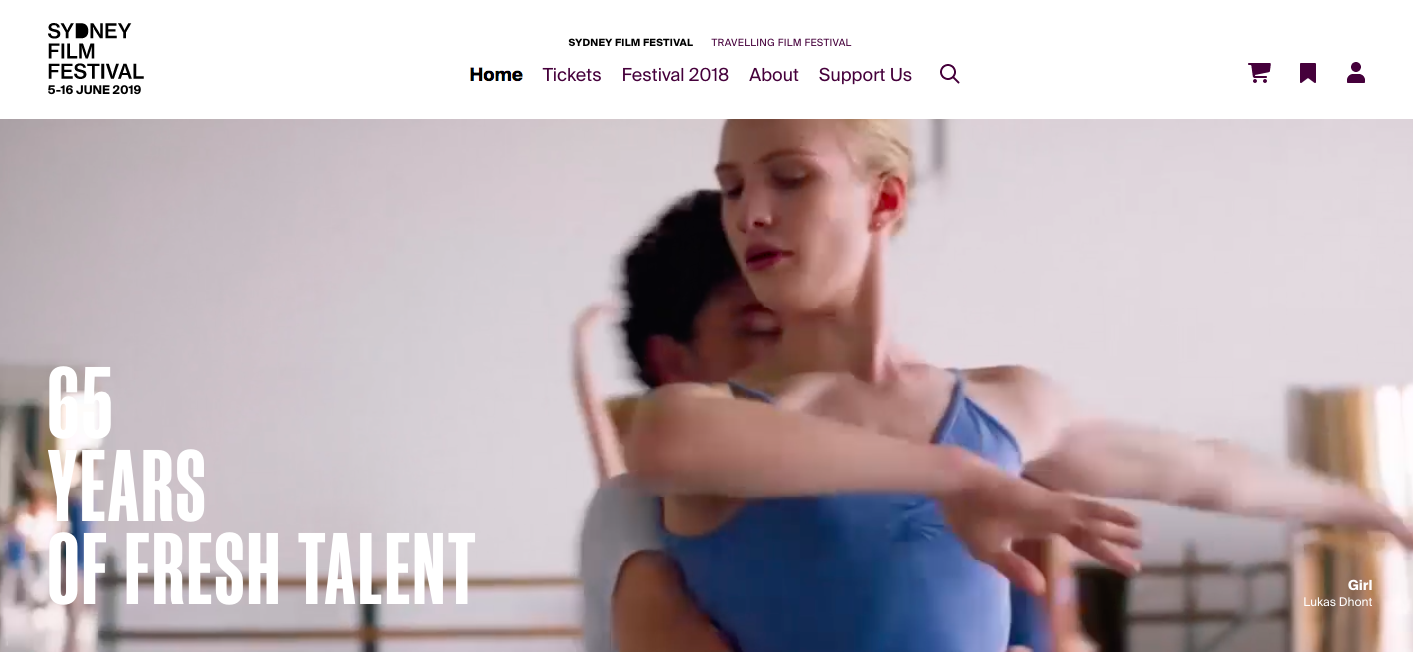 SYDNEY
FILM
FESTIVAL
5-16 JUNE 2019
SYDNEY FILM FESTIVAL TRAVELLING FILM FESTIVAL
Home Tickets Festival 2018 About Support Us
65
YEARS
OF FRESH TALENT
Girl
Lukas Dhont